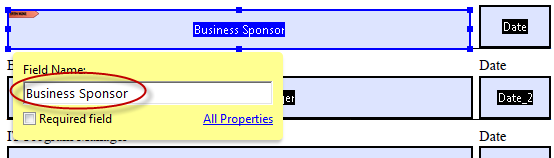 Business Sponsor
Date
Field Name:
Date
Business Sponsor
Date_2
Required field
All Properties
Date